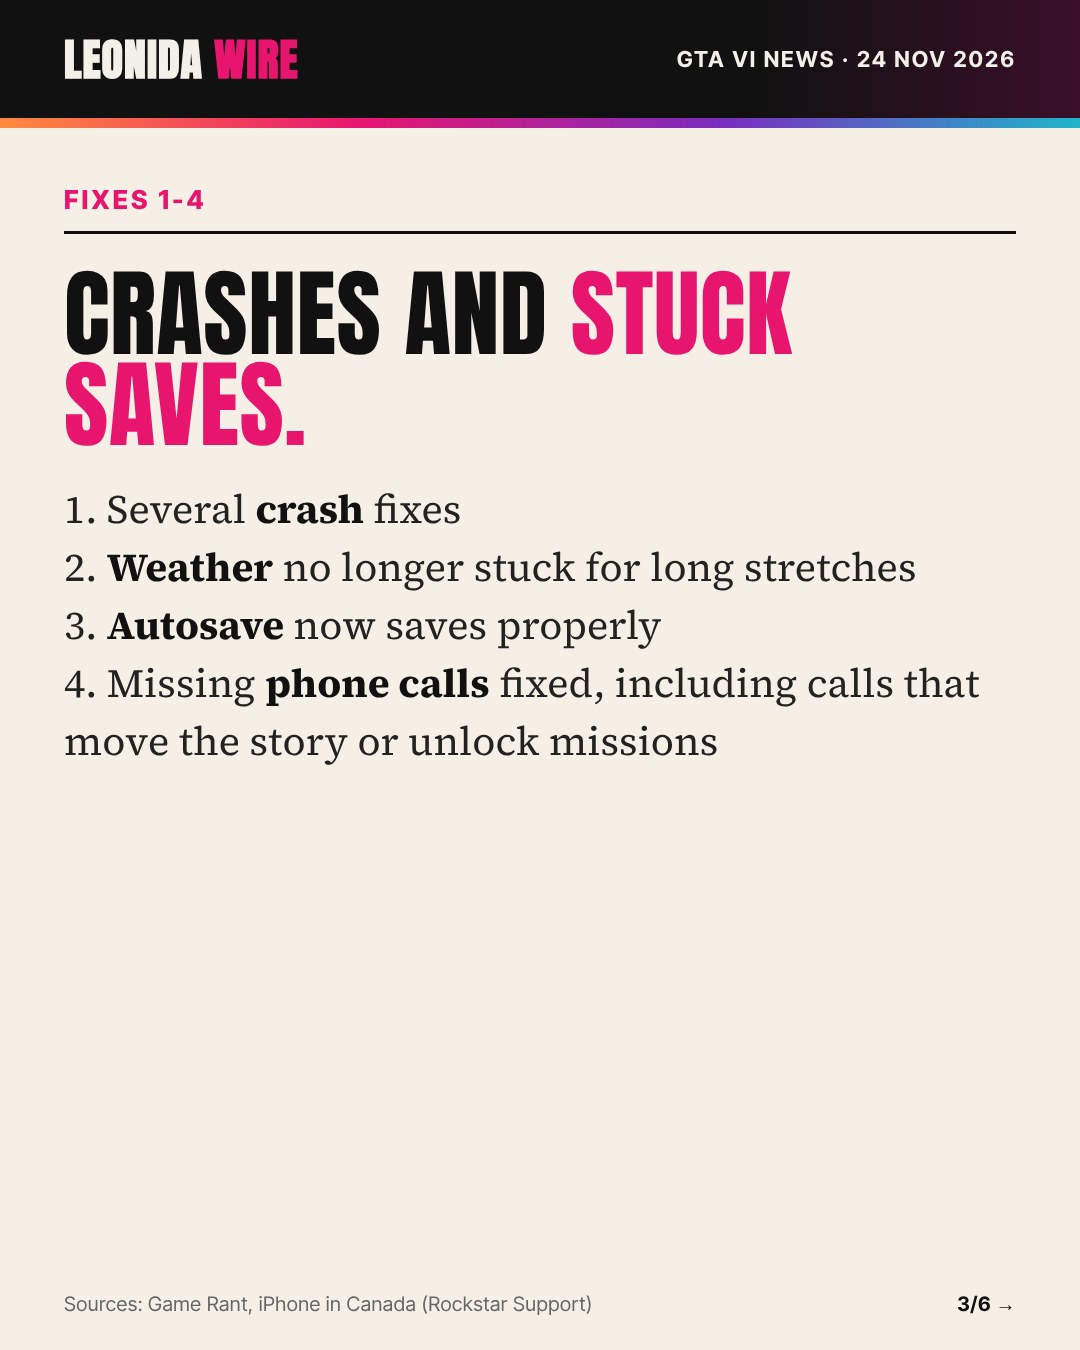 LEONIDA WIRE
GTA VI NEWS · 24 NOV 2026
FIXES 1-4
CRASHES AND STUCK
SAVES.
1. Several crash fixes
2. Weather no longer stuck for long stretches
3. Autosave now saves properly
4. Missing phone calls fixed, including calls that
move the story or unlock missions
Sources: Game Rant, iPhone in Canada (Rockstar Support)
3/6 →